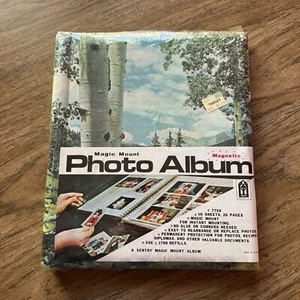 Magic Mount
Magnetic
Photo Album
775A
10 SHEETS, 20 PAGES
MAGIC MOUNT
FOR INSTANT MOUNTING
NO GLUE OR CORNERS NEEDED.
EASY TO REARRANGE OR REPLACE PHOTOS
PERMANENT PROTECTION FOR PHOTOS, RECIPES,
DIPLOMAS, AND OTHER VALUABLE DOCUMENTS.
USE 1700 REFILLS.
A SENTRY MAGIC MOUNT ALBUM